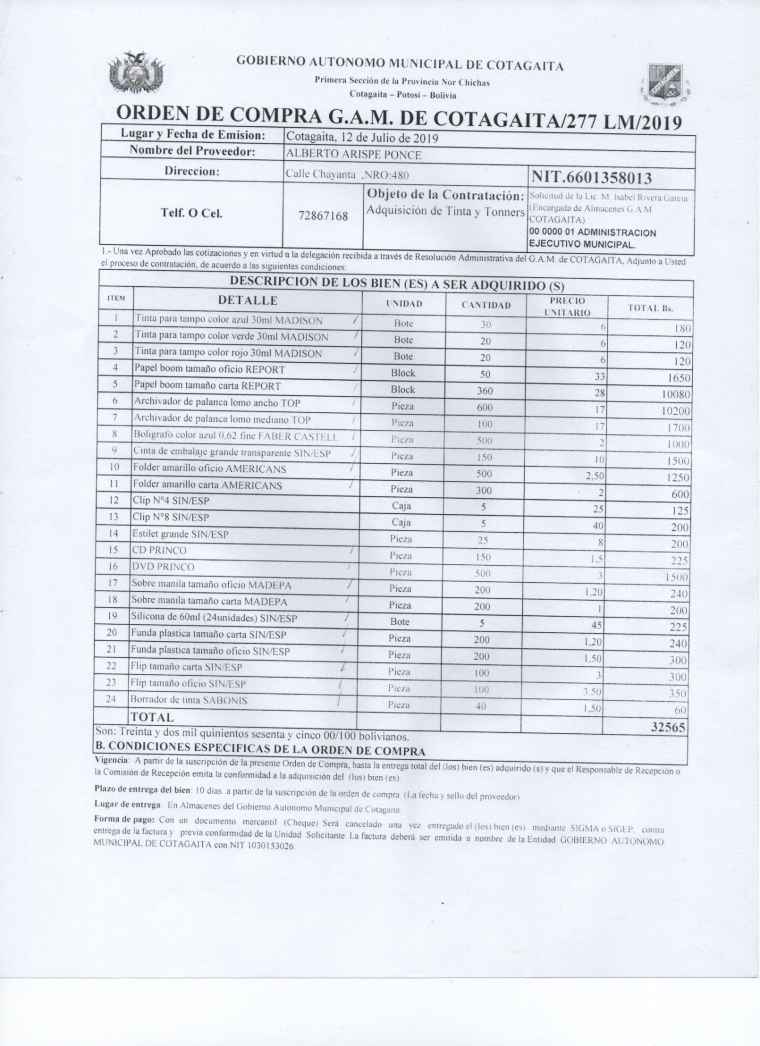 GOBIERNO AUTONOMO MUNICIPAL DE COTAGAITA
Primera Sección de la Provincia Nor Chichas
Cotagaita – Potosí – Bolivia
ORDEN DE COMPRA G.A.M. DE COTAGAITA/277 LM/2019
Lugar y Fecha de Emision: Cotagaita, 12 de Julio de 2019
Nombre del Proveedor: ALBERTO ARISPE PONCE
Direccion: Calle Chayanta ,NRO:480 NIT.6601358013
Telf. O Cel. 72867168
Objeto de la Contratación:
Adquisición de Tinta y Tonners
Solicitud de la Lic. M. Isabel Rivera Garcia
(Encargada de Almacenes G.A.M
COTAGAITA)
00 0000 01 ADMINISTRACION
EJECUTIVO MUNICIPAL.
1.- Una vez Aprobado las cotizaciones y en virtud a la delegación recibida a través de Resolución Administrativa del G.A.M. de COTAGAITA, Adjunto a Usted
el proceso de contratación, de acuerdo a las siguientes condiciones:
DESCRIPCION DE LOS BIEN (ES) A SER ADQUIRIDO (S)
ITEM DETALLE UNIDAD CANTIDAD PRECIO UNITARIO TOTAL Bs.
1 Tinta para tampo color azul 30ml MADISON / Bote 30 6 180
2 Tinta para tampo color verde 30ml MADISON / Bote 20 6 120
3 Tinta para tampo color rojo 30ml MADISON / Bote 20 6 120
4 Papel boom tamaño oficio REPORT / Block 50 33 1650
5 Papel boom tamaño carta REPORT / Block 360 28 10080
6 Archivador de palanca lomo ancho TOP / Pieza 600 17 10200
7 Archivador de palanca lomo mediano TOP / Pieza 100 17 1700
8 Boligrafo color azul 0.62 fine FABER CASTELL / Pieza 500 2 1000
9 Cinta de embalaje grande transparente SIN/ESP / Pieza 150 10 1500
10 Folder amarillo oficio AMERICANS / Pieza 500 2,50 1250
11 Folder amarillo carta AMERICANS / Pieza 300 2 600
12 Clip N°4 SIN/ESP Caja 5 25 125
13 Clip N°8 SIN/ESP Caja 5 40 200
14 Estilet grande SIN/ESP Pieza 25 8 200
15 CD PRINCO / Pieza 150 1,5 225
16 DVD PRINCO / Pieza 500 3 1500
17 Sobre manila tamaño oficio MADEPA / Pieza 200 1,20 240
18 Sobre manila tamaño carta MADEPA / Pieza 200 1 200
19 Silicona de 60ml (24unidades) SIN/ESP / Bote 5 45 225
20 Funda plastica tamaño carta SIN/ESP / Pieza 200 1,20 240
21 Funda plastica tamaño oficio SIN/ESP / Pieza 200 1,50 300
22 Flip tamaño carta SIN/ESP / Pieza 100 3 300
23 Flip tamaño oficio SIN/ESP / Pieza 100 3.50 350
24 Borrador de tinta SABONIS / Pieza 40 1,50 60
TOTAL 32565
Son: Treinta y dos mil quinientos sesenta y cinco 00/100 bolivianos.
B. CONDICIONES ESPECIFICAS DE LA ORDEN DE COMPRA
Vigencia: A partir de la suscripción de la presente Orden de Compra, hasta la entrega total del (los) bien (es) adquirido (s) y que el Responsable de Recepción o
la Comisión de Recepción emita la conformidad a la adquisición del (los) bien (es)
Plazo de entrega del bien: 10 dias a partir de la suscripción de la orden de compra (La fecha y sello del proveedor)
Lugar de entrega: En Almacenes del Gobierno Autonomo Municipal de Cotagaita
Forma de pago: Con un documento mercantil (Cheque) Será cancelado una vez entregado el (los) bien (es) mediante SIGMA o SIGEP, contra
entrega de la factura y previa conformidad de la Unidad Solicitante La factura deberá ser emitida a nombre de la Entidad GOBIERNO AUTONOMO
MUNICIPAL DE COTAGAITA con NIT 1030153026